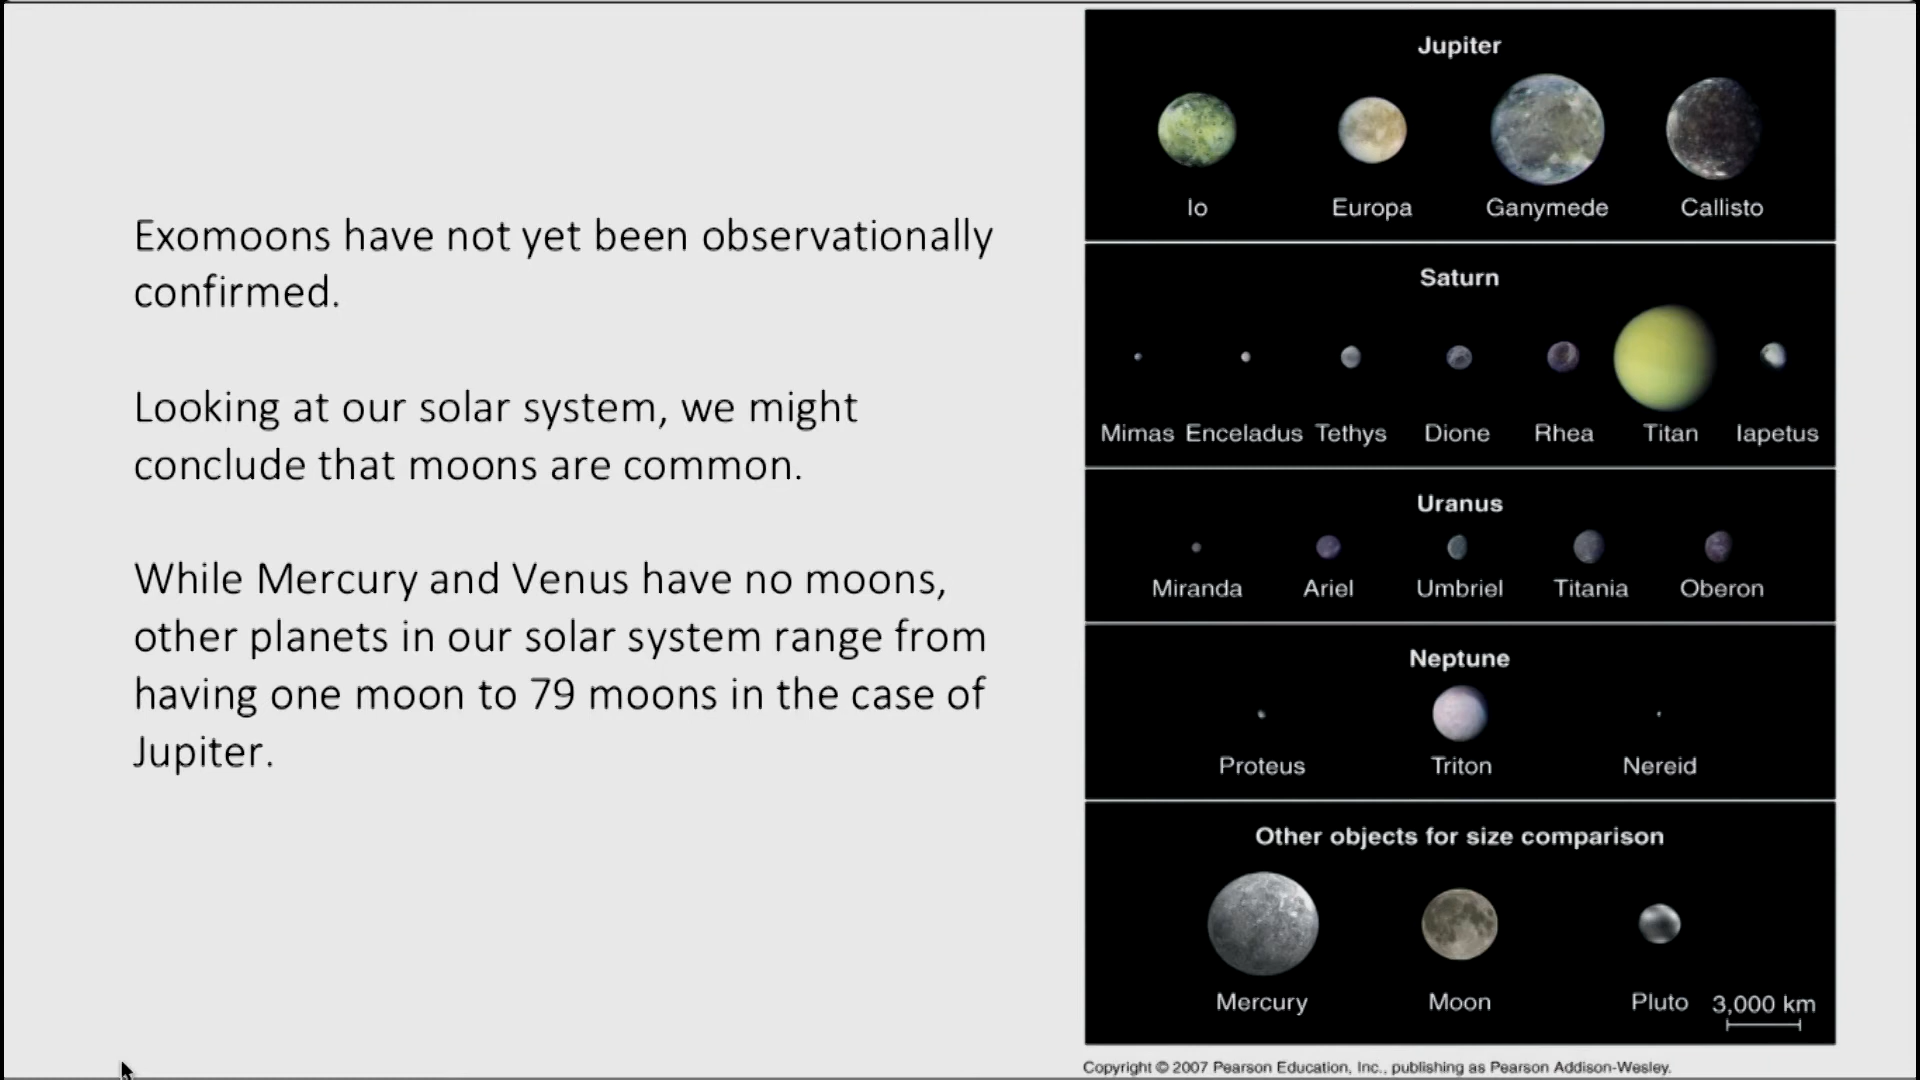 Exomoons have not yet been observationally
confirmed.
Looking at our solar system, we might
conclude that moons are common.
While Mercury and Venus have no moons,
other planets in our solar system range from
having one moon to 79 moons in the case of
Jupiter.
Jupiter
Io Europa Ganymede Callisto
Saturn
Mimas Enceladus Tethys Dione Rhea Titan Iapetus
Uranus
Miranda Ariel Umbriel Titania Oberon
Neptune
Proteus Triton Nereid
Other objects for size comparison
Mercury Moon Pluto 3,000 km
Copyright © 2007 Pearson Education, Inc., publishing as Pearson Addison-Wesley.